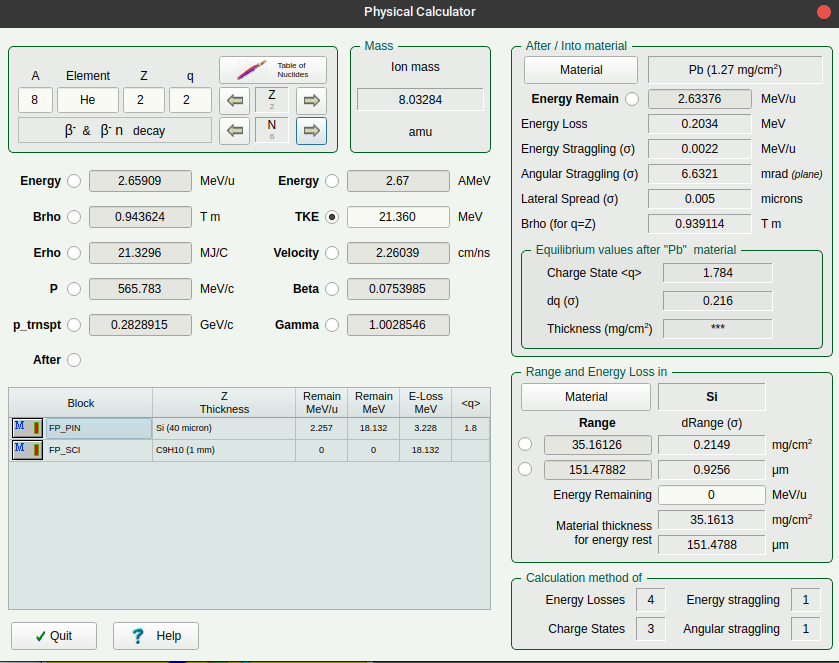 Physical Calculator
A Element Z q
8 He 2 2
Table of
Nuclides
Z
2
N
6
β- & β- n decay
Mass
Ion mass
8.03284
amu
Energy 2.65909 MeV/u Energy 2.67 AMeV
Brho 0.943624 T m TKE 21.360 MeV
Erho 21.3296 MJ/C Velocity 2.26039 cm/ns
P 565.783 MeV/c Beta 0.0753985
p_trnspt 0.2828915 GeV/c Gamma 1.0028546
After
Block Z Thickness Remain MeV/u Remain MeV E-Loss MeV <q>
M FP_PIN Si (40 micron) 2.257 18.132 3.228 1.8
M FP_SCI C9H10 (1 mm) 0 0 18.132
Quit ? Help
After / Into material
Material Pb (1.27 mg/cm²)
Energy Remain 2.63376 MeV/u
Energy Loss 0.2034 MeV
Energy Straggling (σ) 0.0022 MeV/u
Angular Straggling (σ) 6.6321 mrad (plane)
Lateral Spread (σ) 0.005 microns
Brho (for q=Z) 0.939114 T m
Equilibrium values after "Pb" material
Charge State <q> 1.784
dq (σ) 0.216
Thickness (mg/cm²) ***
Range and Energy Loss in
Material Si
Range dRange (σ)
35.16126 0.2149 mg/cm²
151.47882 0.9256 μm
Energy Remaining 0 MeV/u
Material thickness
for energy rest
35.1613 mg/cm²
151.4788 μm
Calculation method of
Energy Losses 4 Energy straggling 1
Charge States 3 Angular straggling 1